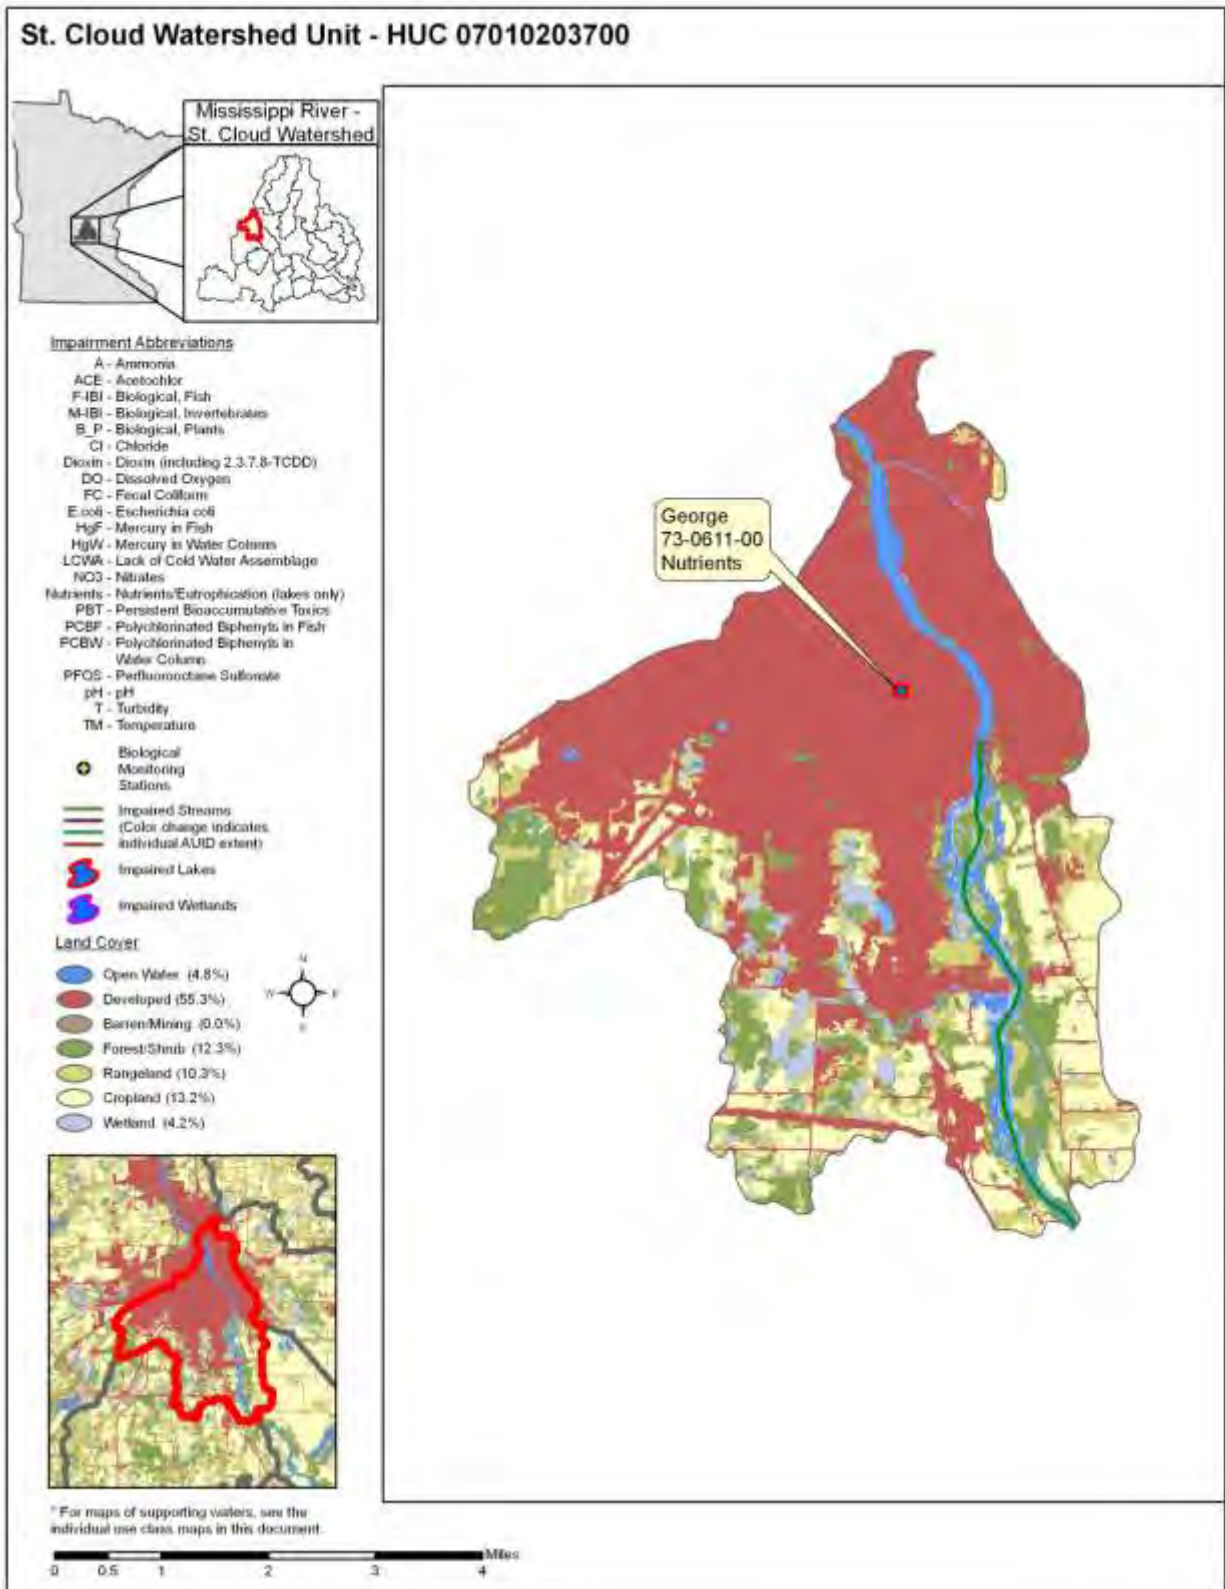 St. Cloud Watershed Unit - HUC 07010203700
Mississippi River -
St. Cloud Watershed
Impairment Abbreviations
A - Ammonia
ACE - Acetochlor
F-IBI - Biological, Fish
M-IBI - Biological, Invertebrates
B_P - Biological, Plants
Cl - Chloride
Dioxin - Dioxin (including 2.3.7.8-TCDD)
DO - Dissolved Oxygen
FC - Fecal Coliform
E.coli - Escherichia coli
HgF - Mercury in Fish
HgW - Mercury in Water Column
LCWA - Lack of Cold Water Assemblage
NO3 - Nitrates
Nutrients - Nutrients/Eutrophication (lakes only)
PBT - Persistent Bioaccumulative Toxics
PCBF - Polychlorinated Biphenyls in Fish
PCBW - Polychlorinated Biphenyls in
Water Column
PFOS - Perfluorooctane Sulfonate
pH - pH
T - Turbidity
TM - Temperature
Biological
Monitoring
Stations
Impaired Streams
(Color change indicates
individual AUID extent)
Impaired Lakes
Impaired Wetlands
Land Cover
Open Water (4.8%)
Developed (55.3%)
Barren/Mining (0.0%)
Forest/Shrub (12.3%)
Rangeland (10.3%)
Cropland (13.2%)
Wetland (4.2%)
N
W
E
S
George
73-0611-00
Nutrients
* For maps of supporting waters, see the
individual use class maps in this document.
Miles
0 0.5 1 2 3 4